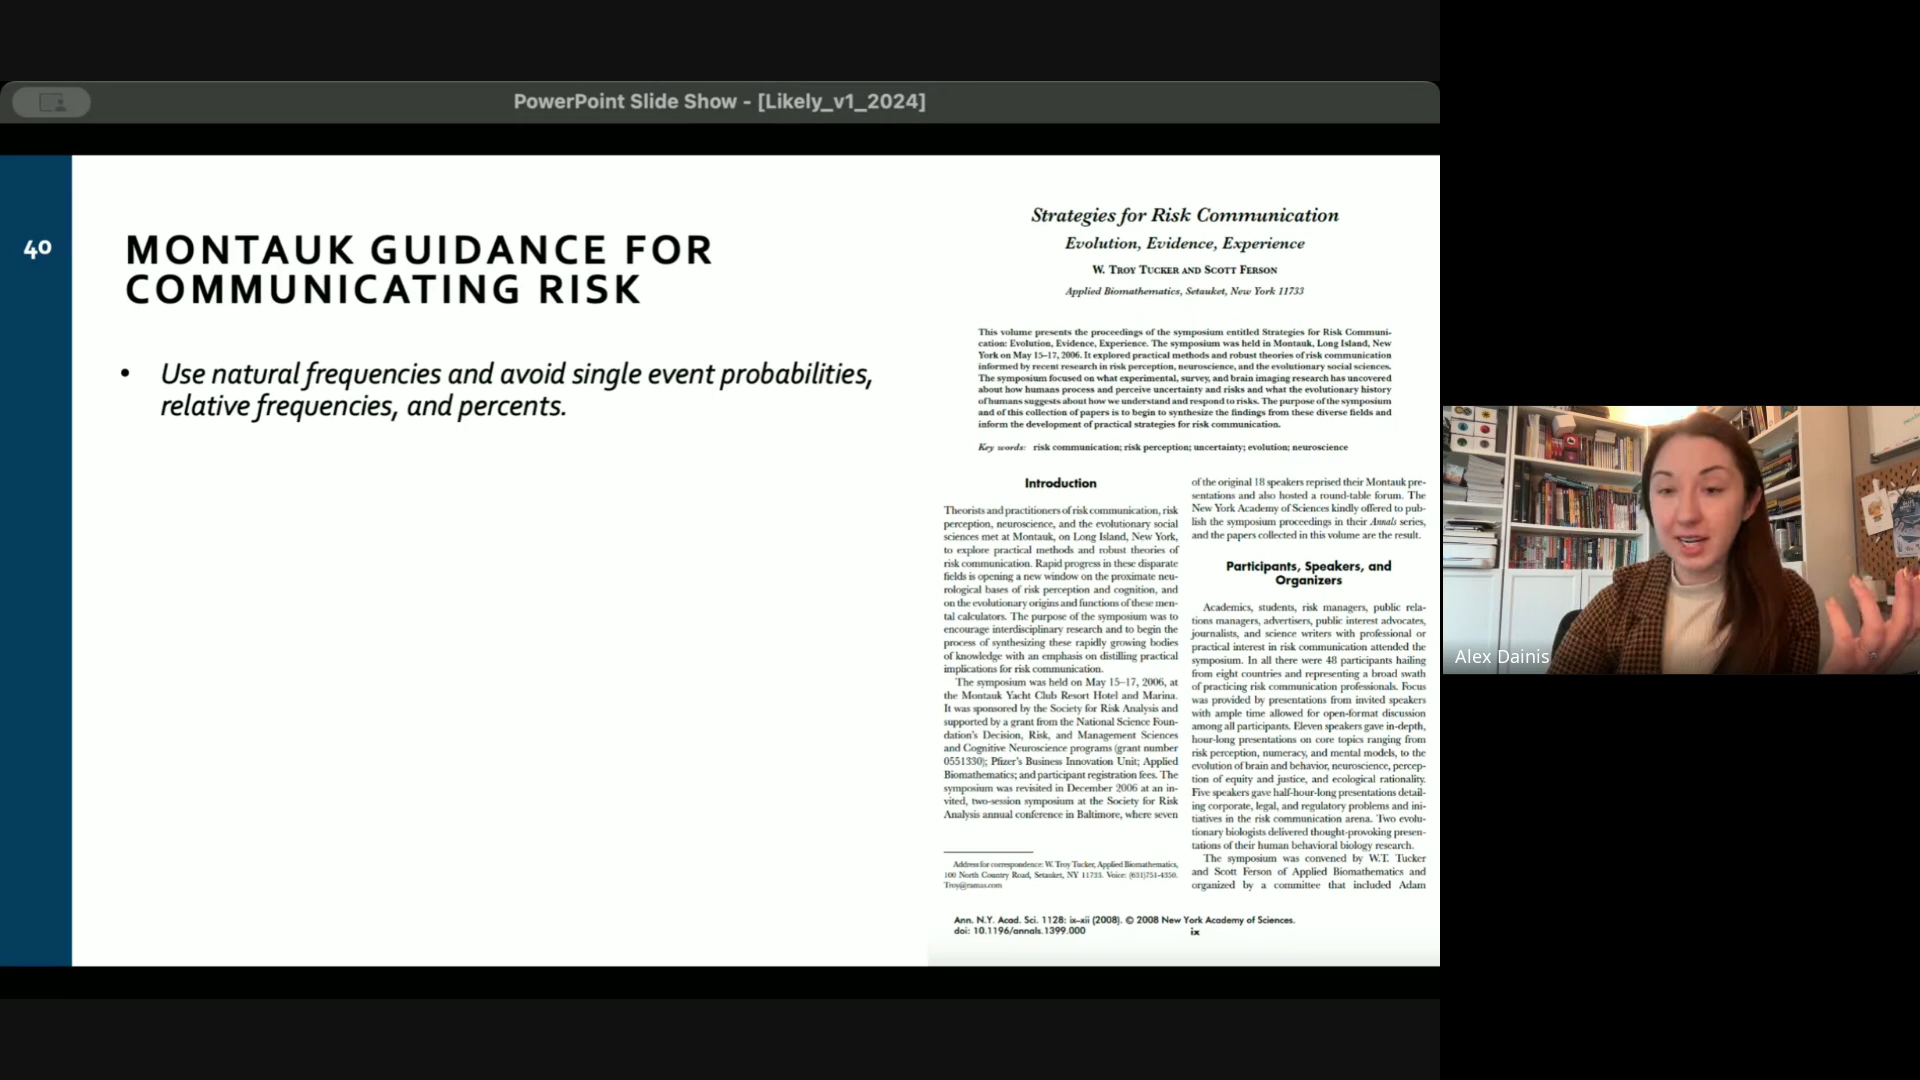 PowerPoint Slide Show - [Likely_v1_2024]
40
MONTAUK GUIDANCE FOR
COMMUNICATING RISK
• Use natural frequencies and avoid single event probabilities,
relative frequencies, and percents.
Strategies for Risk Communication
Evolution, Evidence, Experience
W. Troy Tucker and Scott Ferson
Applied Biomathematics, Setauket, New York 11733
This volume presents the proceedings of the symposium entitled Strategies for Risk Communi-
cation: Evolution, Evidence, Experience. The symposium was held in Montauk, Long Island, New
York on May 15–17, 2006. It explored practical methods and robust theories of risk communication
informed by recent research in risk perception, neuroscience, and the evolutionary social sciences.
The symposium focused on what experimental, survey, and brain imaging research has uncovered
about how humans process and perceive uncertainty and risks and what the evolutionary history
of humans suggests about how we understand and respond to risks. The purpose of the symposium
and of this collection of papers is to begin to synthesize the findings from these diverse fields and
inform the development of practical strategies for risk communication.
Key words: risk communication; risk perception; uncertainty; evolution; neuroscience
Introduction
Theorists and practitioners of risk communication, risk
perception, neuroscience, and the evolutionary social
sciences met at Montauk, on Long Island, New York,
to explore practical methods and robust theories of
risk communication. Rapid progress in these disparate
fields is opening a new window on the proximate neu-
rological bases of risk perception and cognition, and
on the evolutionary origins and functions of these men-
tal calculators. The purpose of the symposium was to
encourage interdisciplinary research and to begin the
process of synthesizing these rapidly growing bodies
of knowledge with an emphasis on distilling practical
implications for risk communication.
The symposium was held on May 15–17, 2006, at
the Montauk Yacht Club Resort Hotel and Marina.
It was sponsored by the Society for Risk Analysis and
supported by a grant from the National Science Foun-
dation's Decision, Risk, and Management Sciences
and Cognitive Neuroscience programs (grant number
0551330); Pfizer's Business Innovation Unit; Applied
Biomathematics; and participant registration fees. The
symposium was revisited in December 2006 at an in-
vited, two-session symposium at the Society for Risk
Analysis annual conference in Baltimore, where seven
Address for correspondence: W. Troy Tucker, Applied Biomathematics,
100 North Country Road, Setauket, NY 11733. Voice: (631)751-4350.
Troy@ramas.com
of the original 18 speakers reprised their Montauk pre-
sentations and also hosted a round-table forum. The
New York Academy of Sciences kindly offered to pub-
lish the symposium proceedings in their Annals series,
and the papers collected in this volume are the result.
Participants, Speakers, and
Organizers
Academics, students, risk managers, public rela-
tions managers, advertisers, public interest advocates,
journalists, and science writers with professional or
practical interest in risk communication attended the
symposium. In all there were 48 participants hailing
from eight countries and representing a broad swath
of practicing risk communication professionals. Focus
was provided by presentations from invited speakers
with ample time allowed for open-format discussion
among all participants. Eleven speakers gave in-depth,
hour-long presentations on core topics ranging from
risk perception, numeracy, and mental models, to the
evolution of brain and behavior, neuroscience, percep-
tion of equity and justice, and ecological rationality.
Five speakers gave half-hour-long presentations detail-
ing corporate, legal, and regulatory problems and ini-
tiatives in the risk communication arena. Two evolu-
tionary biologists delivered thought-provoking presen-
tations of their human behavioral biology research.
The symposium was convened by W.T. Tucker
and Scott Ferson of Applied Biomathematics and
organized by a committee that included Adam
Ann. N.Y. Acad. Sci. 1128: ix–xii (2008). © 2008 New York Academy of Sciences.
doi: 10.1196/annals.1399.000
ix
Alex Dainis